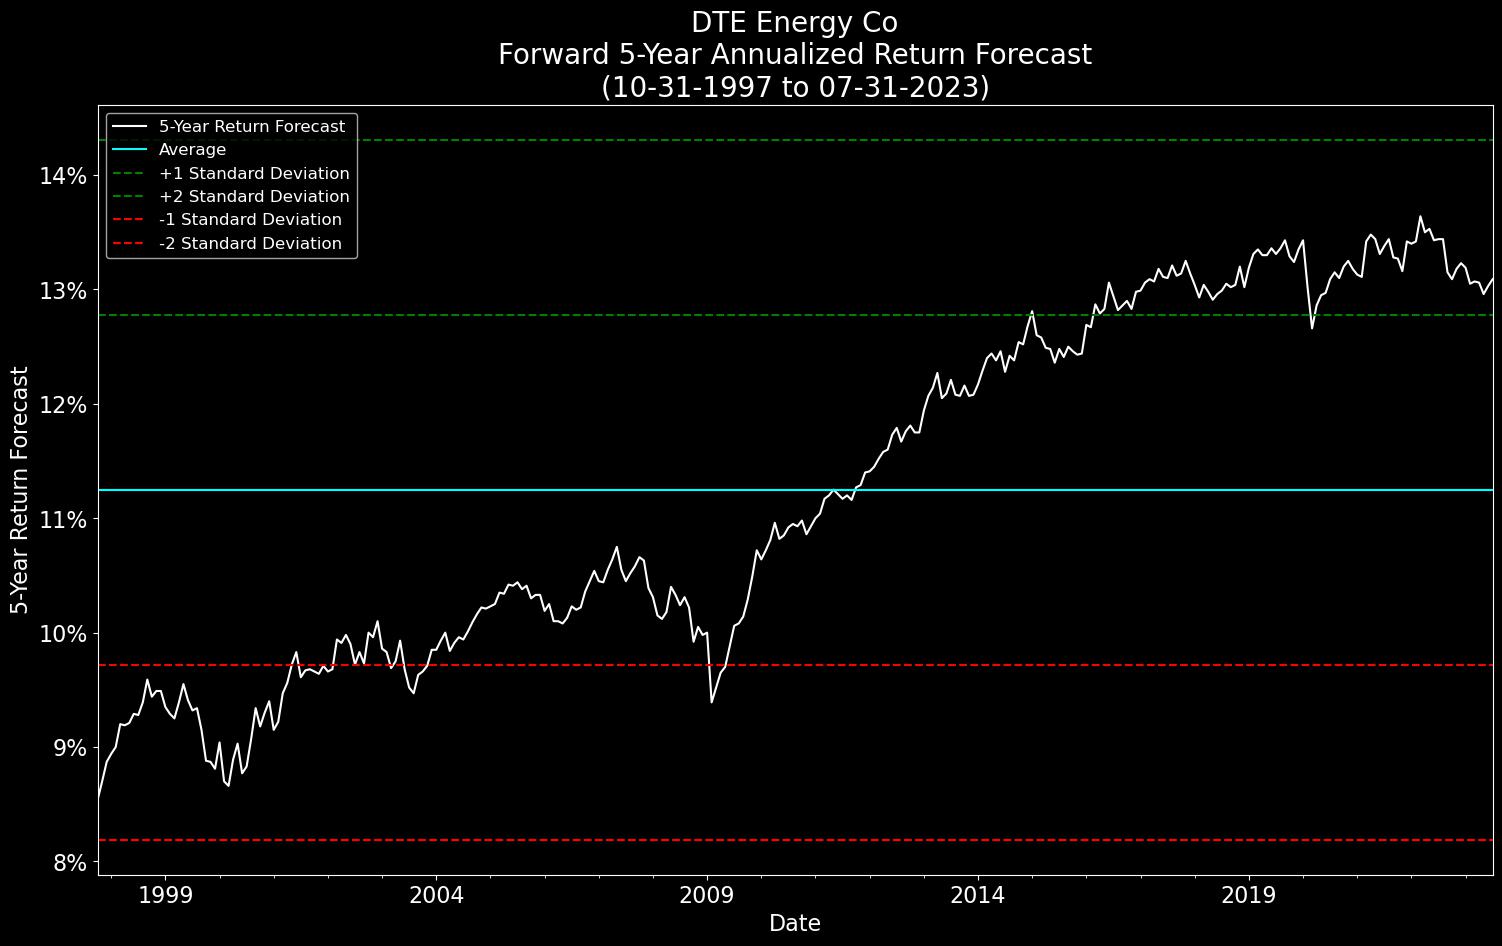 DTE Energy Co
Forward 5-Year Annualized Return Forecast
(10-31-1997 to 07-31-2023)
5-Year Return Forecast
Average
+1 Standard Deviation
+2 Standard Deviation
-1 Standard Deviation
-2 Standard Deviation
14%
13%
12%
11%
10%
9%
8%
5-Year Return Forecast
1999
2004
2009
2014
2019
Date